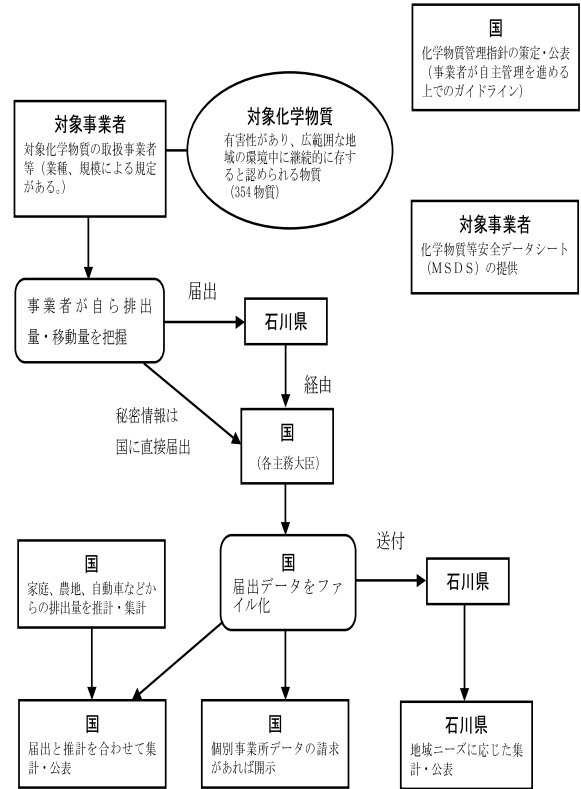 国
化学物質管理指針の策定・公表
（事業者が自主管理を進める
上でのガイドライン）
対象事業者
対象化学物質の取扱事業者
等（業種、規模による規定
がある。）
対象化学物質
有害性があり、広範囲な地
域の環境中に継続的に存す
ると認められる物質
（354 物質）
対象事業者
化学物質等安全データシート
（ＭＳＤＳ）の提供
事業者が自ら排出
量・移動量を把握
届出
石川県
経由
秘密情報は
国に直接届出
国
（各主務大臣）
国
届出データをファ
イル化
送付
石川県
国
家庭、農地、自動車などか
らの排出量を推計・集計
国
届出と推計を合わせて集
計・公表
国
個別事業所データの請求
があれば開示
石川県
地域ニーズに応じた集
計・公表